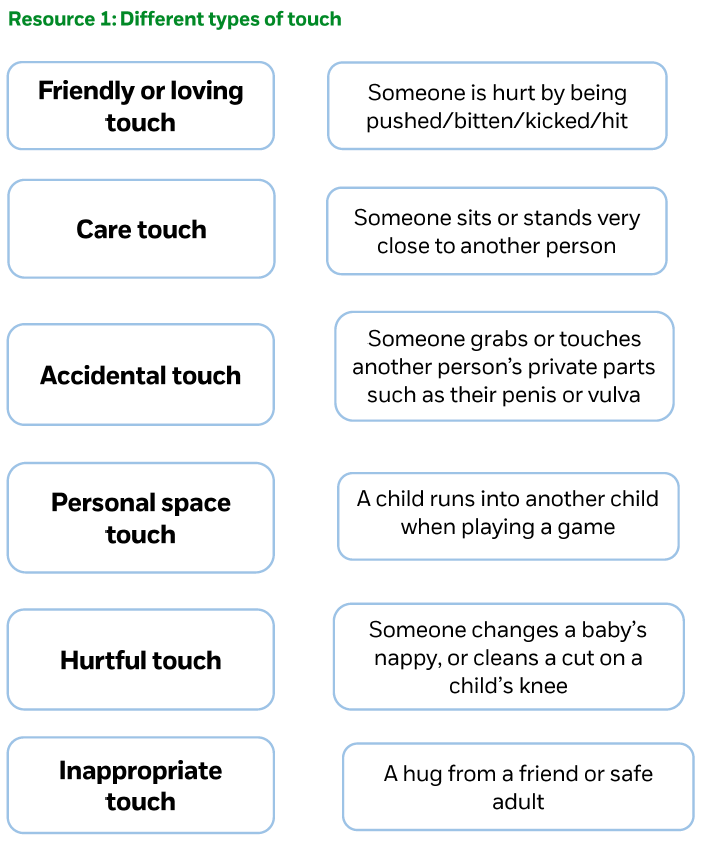 Resource 1: Different types of touch
Friendly or loving
touch
Someone is hurt by being
pushed/bitten/kicked/hit
Care touch
Someone sits or stands very
close to another person
Accidental touch
Someone grabs or touches
another person’s private parts
such as their penis or vulva
Personal space
touch
A child runs into another child
when playing a game
Hurtful touch
Someone changes a baby’s
nappy, or cleans a cut on a
child’s knee
Inappropriate
touch
A hug from a friend or safe
adult